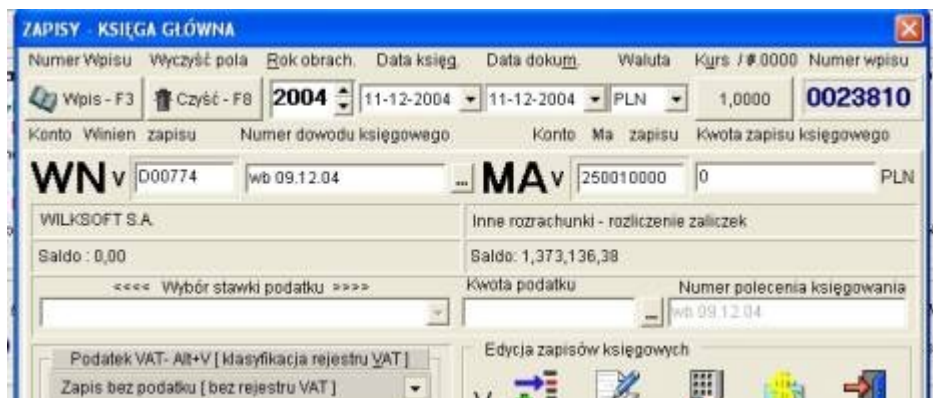 ZAPISY - KSIĘGA GŁÓWNA
Numer Wpisu Wyczyść pola Rok obrach. Data księg. Data dokum. Waluta Kurs / # 0000 Numer wpisu
Wpis - F3 Czyść - F8 2004 11-12-2004 11-12-2004 PLN 1,0000 0023810
Konto Winien zapisu Numer dowodu księgowego Konto Ma zapisu Kwota zapisu księgowego
WN v D00774 wb 09.12.04 ... MA v 250010000 0 PLN
WILKSOFT S.A. Inne rozrachunki - rozliczenie zaliczek
Saldo : 0,00 Saldo: 1,373,136,38
<<<< Wybór stawki podatku >>>> Kwota podatku Numer polecenia księgowania
... wb 09.12.04
Podatek VAT- Alt+V [ klasyfikacja rejestru VAT ] Edycja zapisów księgowych
Zapis bez podatku [ bez rejestru VAT ]